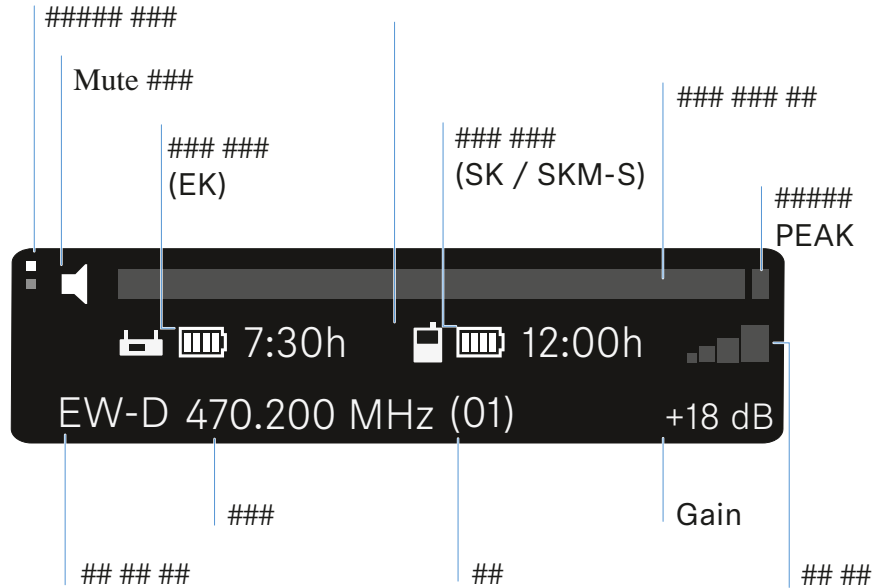 ##### ###
Mute ###
### ### ##
### ###
(EK)
### ###
(SK / SKM-S)
#####
PEAK
7:30h
12:00h
EW-D 470.200 MHz (01)
+18 dB
###
Gain
## ## ##
##
## ##